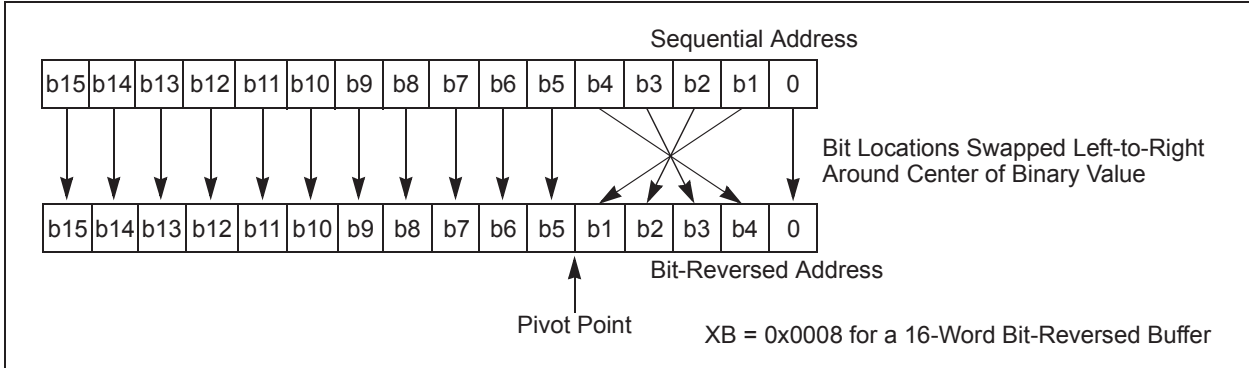 Sequential Address
b15 b14 b13 b12 b11 b10 b9 b8 b7 b6 b5 b4 b3 b2 b1 0
Bit Locations Swapped Left-to-Right
Around Center of Binary Value
b15 b14 b13 b12 b11 b10 b9 b8 b7 b6 b5 b1 b2 b3 b4 0
Bit-Reversed Address
Pivot Point
XB = 0x0008 for a 16-Word Bit-Reversed Buffer